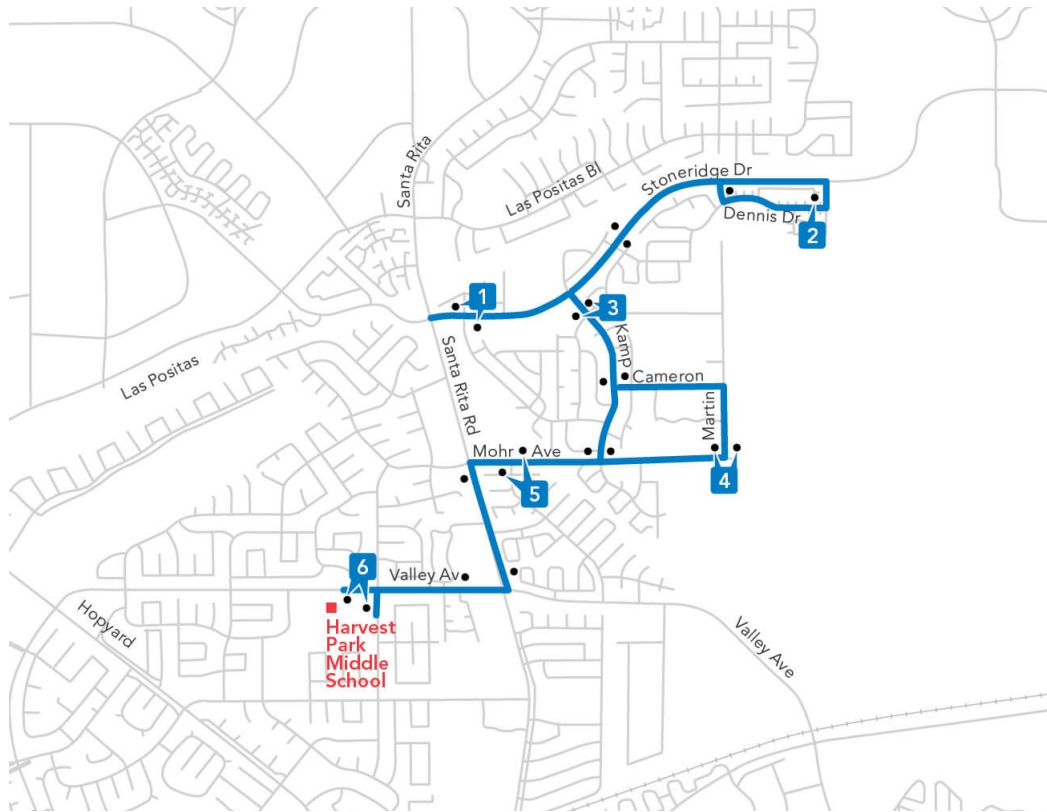 Santa Rita
Las Positas Bl
Stoneridge Dr
Dennis Dr
2
1
3
Kamp
Cameron
Las Positas
Santa Rita Rd
Martin
Mohr Ave
4
5
6
Valley Av
Harvest
Park
Middle
School
Hopyard
Valley Ave